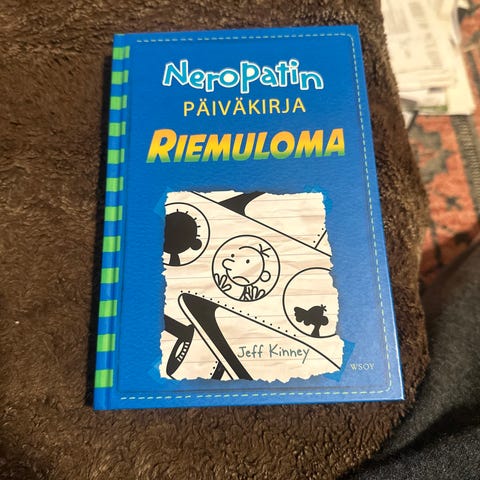 NeroPatin
PÄIVÄKIRJA
RIEMULOMA
Jeff Kinney
WSOY